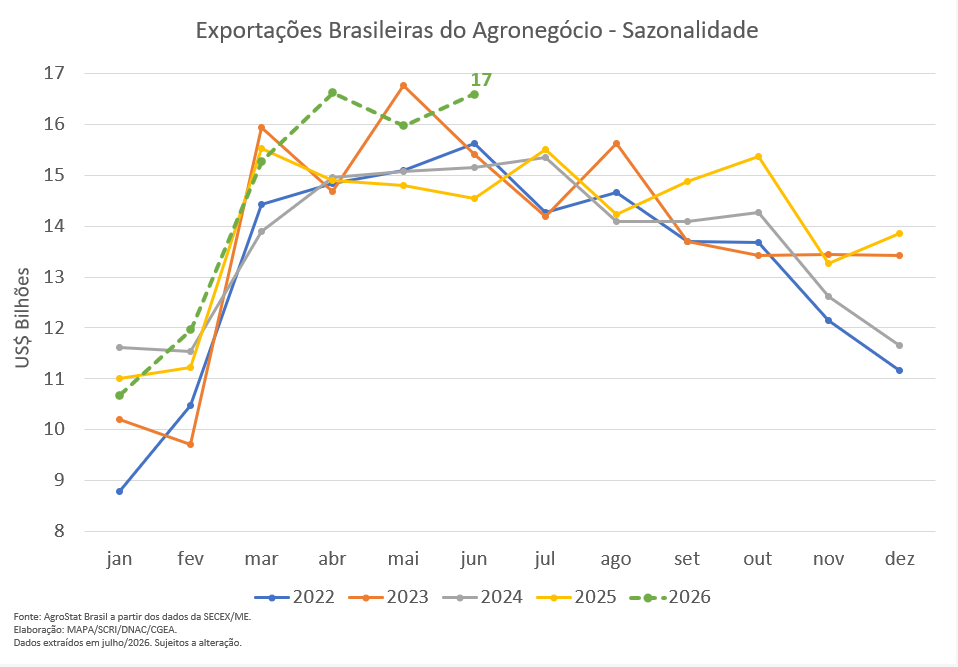 Exportações Brasileiras do Agronegócio - Sazonalidade
17
17
16
15
14
13
12
11
10
9
8
US$ Bilhões
jan fev mar abr mai jun jul ago set out nov dez
2022 2023 2024 2025 2026
Fonte: AgroStat Brasil a partir dos dados da SECEX/ME.
Elaboração: MAPA/SCRI/DNAC/CGEA.
Dados extraídos em julho/2026. Sujeitos a alteração.